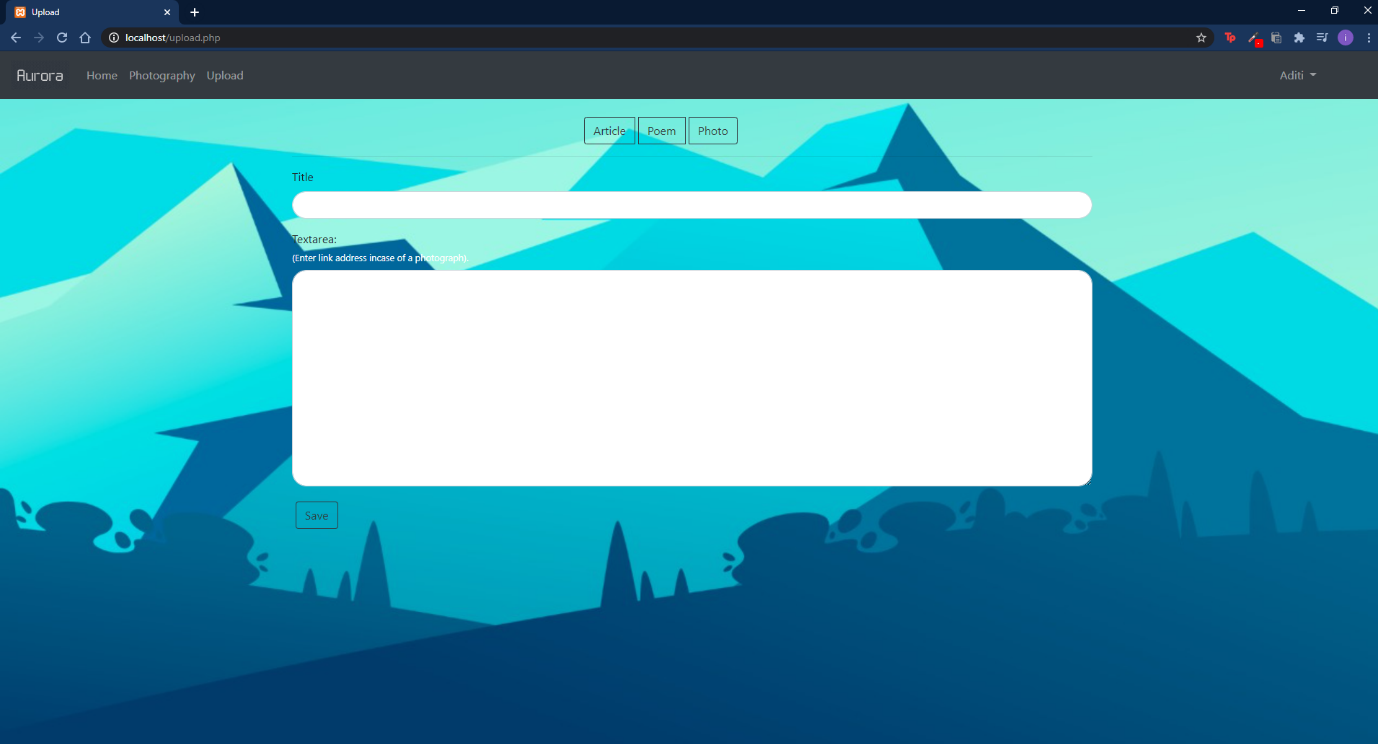 Upload
localhost/upload.php
Tp
i
Aurora Home Photography Upload Aditi
Article Poem Photo
Title
Textarea:
(Enter link address incase of a photograph).
Save